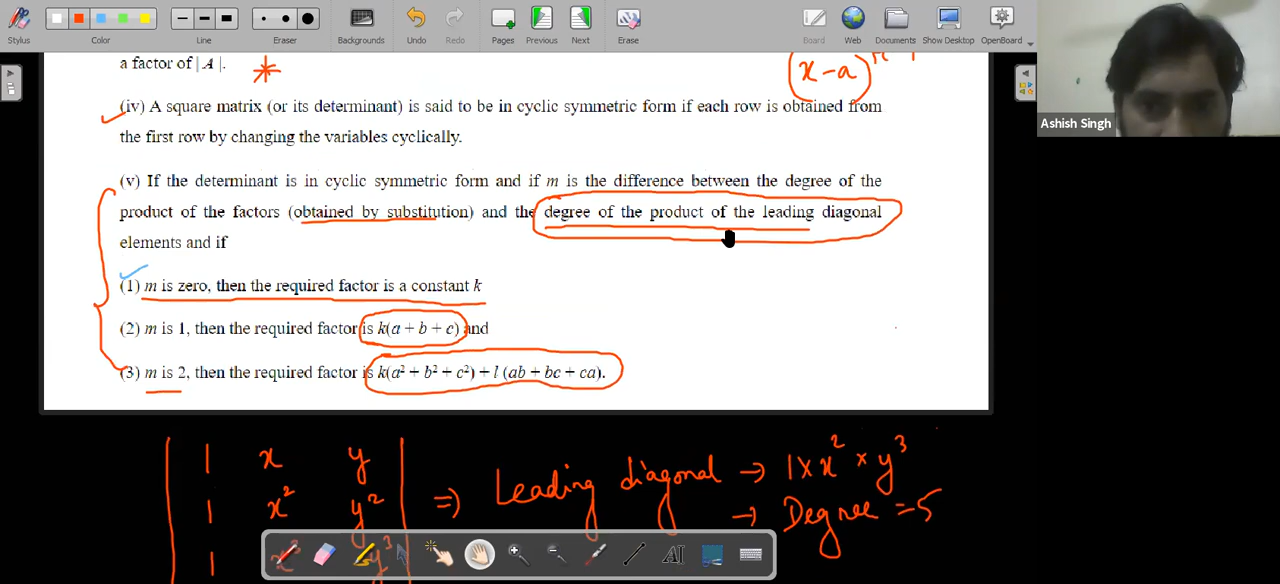 Stylus
Color
Line
Eraser
Backgrounds
Undo
Redo
Pages
Previous
Next
Erase
Board
Web
Documents
Show Desktop
OpenBoard
Ashish Singh
a factor of | A |.
(x-a)
(iv) A square matrix (or its determinant) is said to be in cyclic symmetric form if each row is obtained from
the first row by changing the variables cyclically.
(v) If the determinant is in cyclic symmetric form and if m is the difference between the degree of the
product of the factors (obtained by substitution) and the degree of the product of the leading diagonal
elements and if
(1) m is zero, then the required factor is a constant k
(2) m is 1, then the required factor is k(a + b + c) and
(3) m is 2, then the required factor is k(a² + b² + c²) + l (ab + bc + ca).
1 x y
1 x² y² ⇒ Leading diagonal → 1 × x² × y³
→ Degree = 5
1 x³ y³
AI